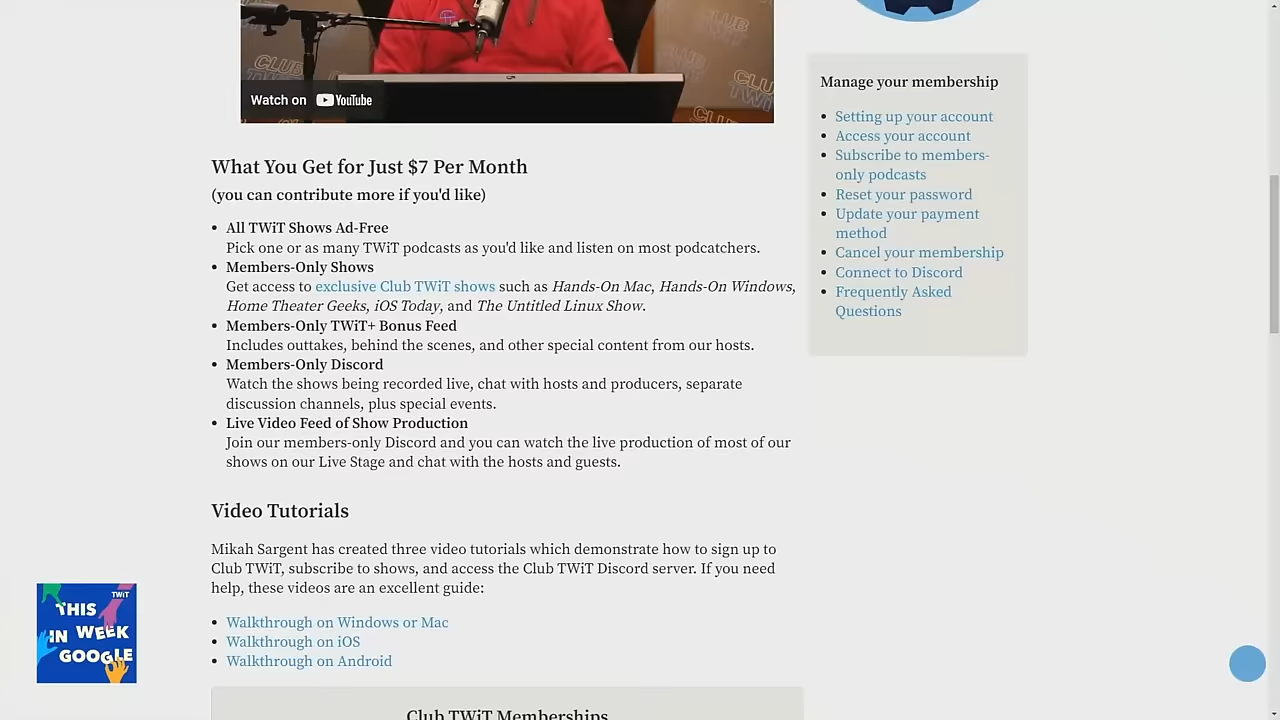 CLUB
TWiT
CLUB
CLUB
TWiT
CLUB
Watch on YouTube
Manage your membership
Setting up your account
Access your account
Subscribe to members-
only podcasts
Reset your password
Update your payment
method
Cancel your membership
Connect to Discord
Frequently Asked
Questions
What You Get for Just $7 Per Month
(you can contribute more if you'd like)
All TWiT Shows Ad-Free
Pick one or as many TWiT podcasts as you'd like and listen on most podcatchers.
Members-Only Shows
Get access to exclusive Club TWiT shows such as Hands-On Mac, Hands-On Windows,
Home Theater Geeks, iOS Today, and The Untitled Linux Show.
Members-Only TWiT+ Bonus Feed
Includes outtakes, behind the scenes, and other special content from our hosts.
Members-Only Discord
Watch the shows being recorded live, chat with hosts and producers, separate
discussion channels, plus special events.
Live Video Feed of Show Production
Join our members-only Discord and you can watch the live production of most of our
shows on our Live Stage and chat with the hosts and guests.
Video Tutorials
Mikah Sargent has created three video tutorials which demonstrate how to sign up to
Club TWiT, subscribe to shows, and access the Club TWiT Discord server. If you need
help, these videos are an excellent guide:
Walkthrough on Windows or Mac
Walkthrough on iOS
Walkthrough on Android
TWiT
THIS
IN WEEK
GOOGLE
Club TWiT Memberships